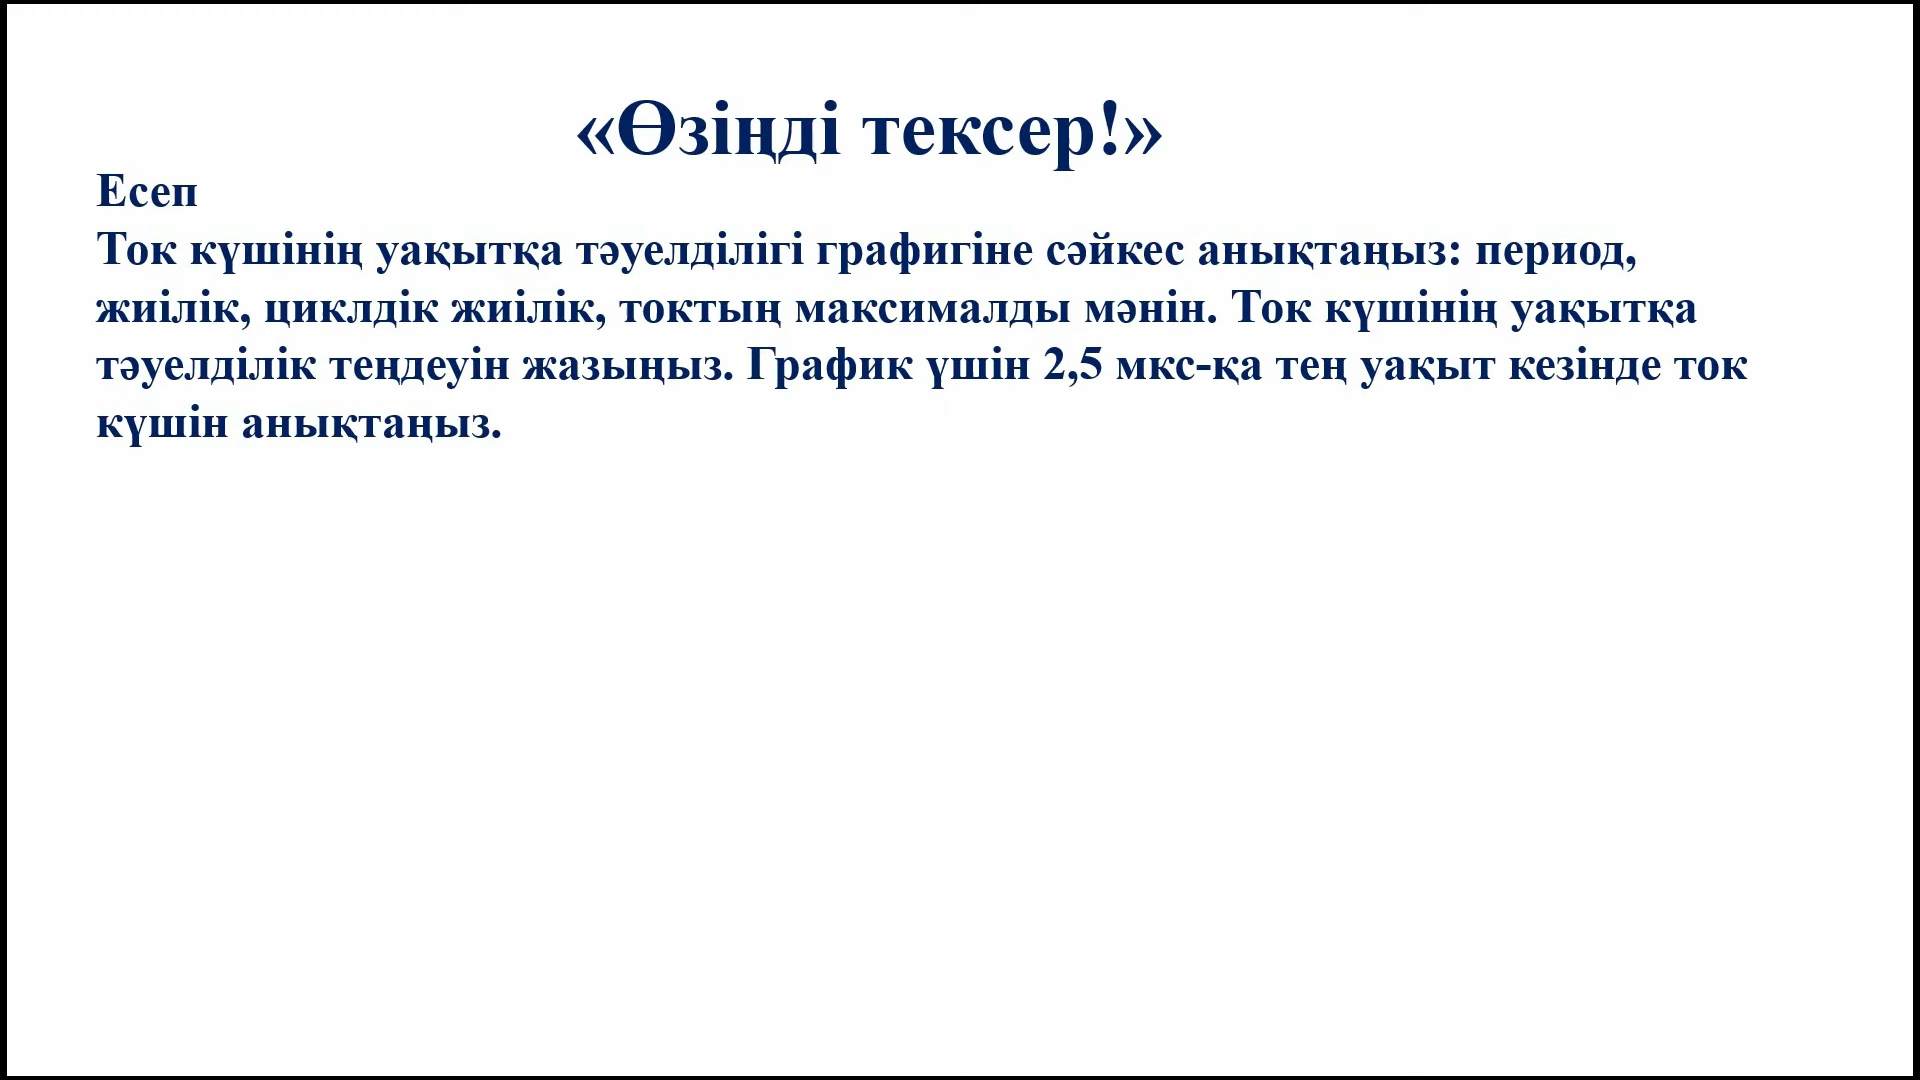 «Өзіңді тексер!»
Есеп
Ток күшінің уақытқа тәуелділігі графигіне сәйкес анықтаңыз: период,
жиілік, циклдік жиілік, токтың максималды мәнін. Ток күшінің уақытқа
тәуелділік теңдеуін жазыңыз. График үшін 2,5 мкс-қа тең уақыт кезінде ток
күшін анықтаңыз.